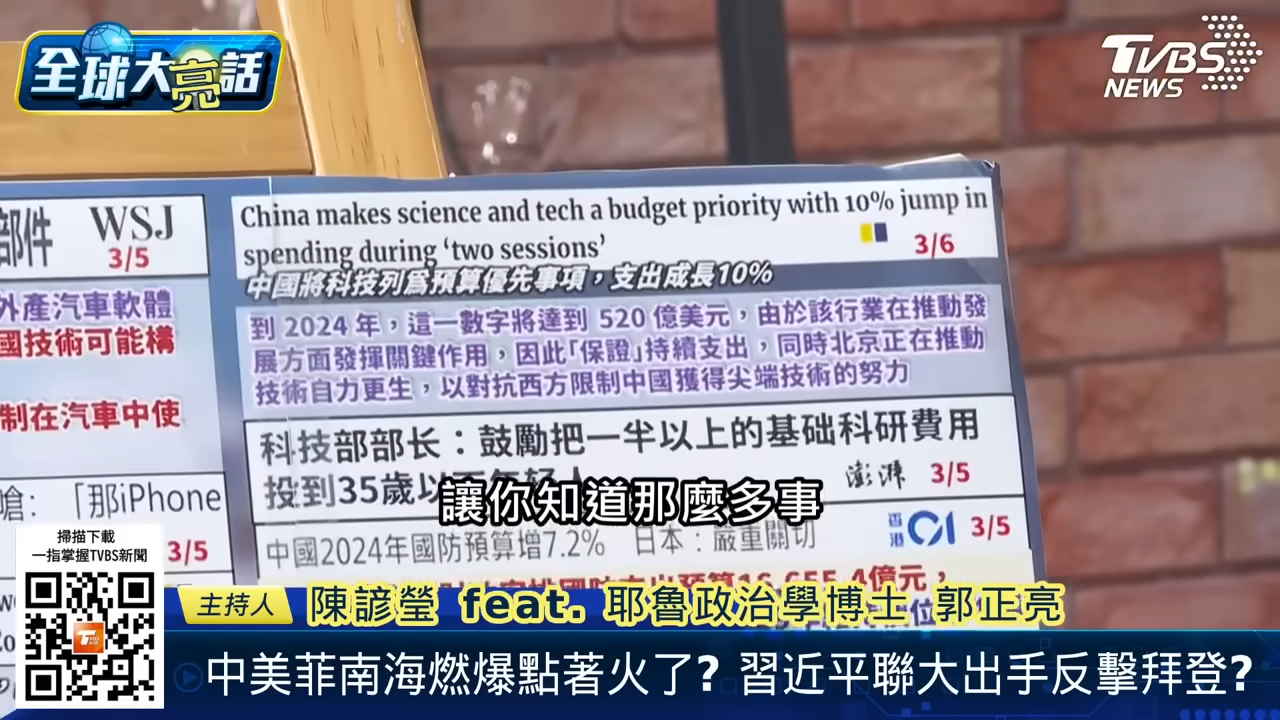 全球大亮話
TVBS
NEWS
部件
WSJ
3/5
外產汽車軟體
國技術可能構
制在汽車中使
嗆：「那iPhone
3/5
China makes science and tech a budget priority with 10% jump in
spending during ‘two sessions’
3/6
中國將科技列爲預算優先事項，支出成長10%
到 2024 年，這一數字將達到 520 億美元，由於該行業在推動發
展方面發揮關鍵作用，因此「保證」持續支出，同時北京正在推動
技術自力更生，以對抗西方限制中國獲得尖端技術的努力
科技部部长：鼓勵把一半以上的基础科研費用
投到35歲以
澎湃 3/5
讓你知道那麼多事
中國2024年國防預算增7.2% 日本：嚴重關切
香港01 3/5
掃描下載
一指掌握TVBS新聞
主持人 陳諺瑩 feat. 耶魯政治學博士 郭正亮
中美菲南海燃爆點著火了? 習近平聯大出手反擊拜登?